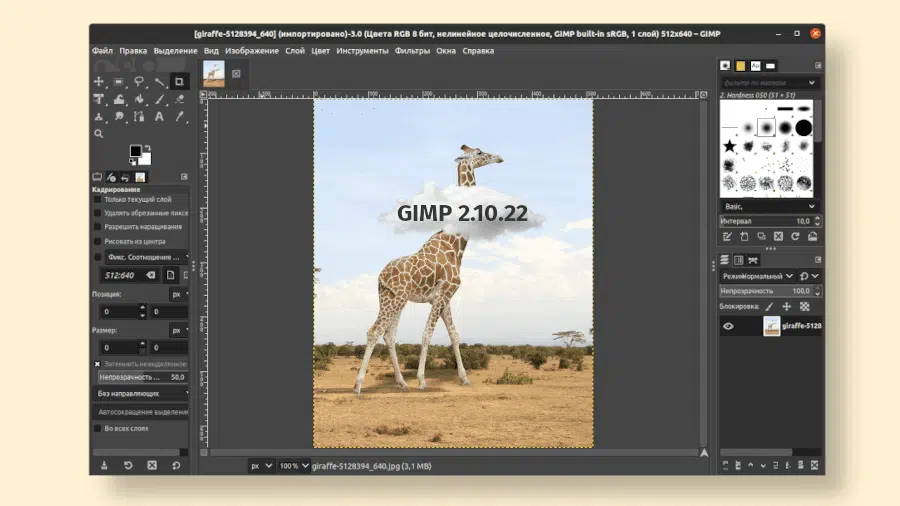 [giraffe-5128394_640] (импортировано)-3.0 (Цвета RGB 8 бит, нелинейное целочисленное, GIMP built-in sRGB, 1 слой) 512x640 – GIMP
Файл Правка Выделение Вид Изображение Слой Цвет Инструменты Фильтры Окна Справка
фильтр по меткам
2. Hardness 050 (51 × 51)
Aa
GIMP 2.10.22
Кадрирование
Только текущий слой
Удалять обрезанные пиксе
Разрешить наращивания
Рисовать из центра
Фикс. Соотношение ...
512:640
Позиция: px
0 0
Размер: px
0 0
Затемнить невыделенное
Непрозрачность ... 50,0
Без направляющих
Автосокращение выделени
Во всех слоях
Basic,
Интервал 10,0
Режим Нормальный
Непрозрачность 100,0
Блокировка:
giraffe-5128
px 100 % giraffe-5128394_640.jpg (3,1 MB)